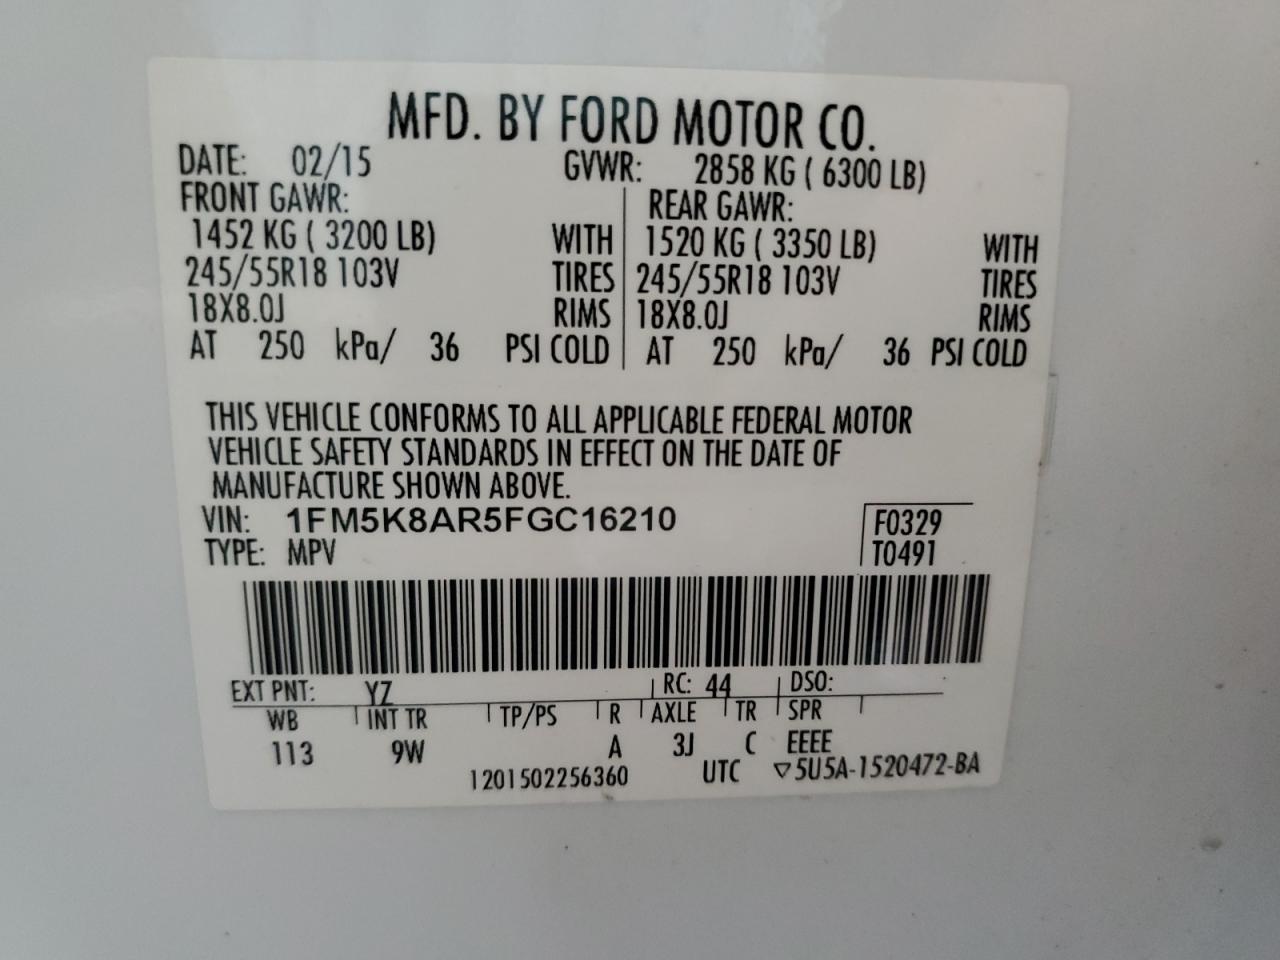 MFD. BY FORD MOTOR CO.
DATE: 02/15 GVWR: 2858 KG ( 6300 LB)
FRONT GAWR: REAR GAWR:
1452 KG ( 3200 LB) WITH 1520 KG ( 3350 LB) WITH
245/55R18 103V TIRES 245/55R18 103V TIRES
18X8.0J RIMS 18X8.0J RIMS
AT 250 kPa/ 36 PSI COLD AT 250 kPa/ 36 PSI COLD
THIS VEHICLE CONFORMS TO ALL APPLICABLE FEDERAL MOTOR
VEHICLE SAFETY STANDARDS IN EFFECT ON THE DATE OF
MANUFACTURE SHOWN ABOVE.
VIN: 1FM5K8AR5FGC16210 F0329
TYPE: MPV T0491
EXT PNT: YZ RC: 44 DSO:
WB INT TR TP/PS R AXLE TR SPR
113 9W A 3J C EEEE
1201502256360 UTC ▽5U5A-1520472-BA